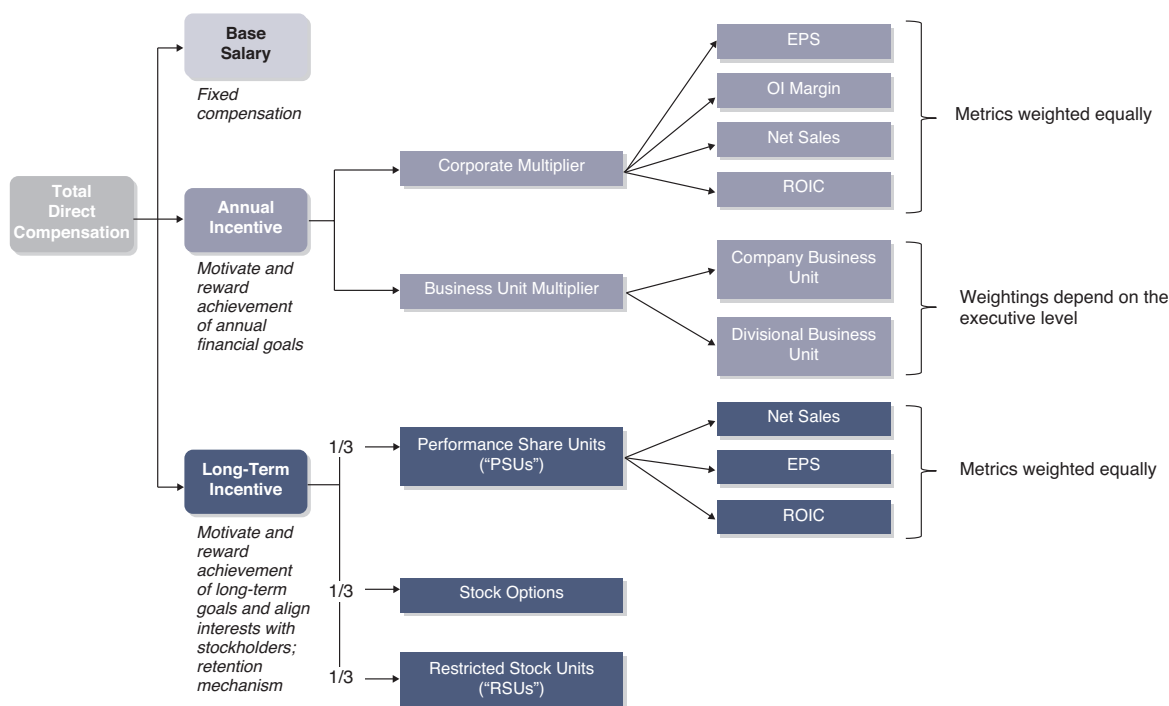 Total
Direct
Compensation
Base
Salary
Fixed
compensation
Annual
Incentive
Motivate and
reward
achievement
of annual
financial goals
Corporate Multiplier
EPS
OI Margin
Net Sales
ROIC
Metrics weighted equally
Business Unit Multiplier
Company Business
Unit
Divisional Business
Unit
Weightings depend on the
executive level
Long-Term
Incentive
Motivate and
reward
achievement
of long-term
goals and align
interests with
stockholders;
retention
mechanism
1/3
Performance Share Units
(“PSUs”)
Net Sales
EPS
ROIC
Metrics weighted equally
1/3
Stock Options
1/3
Restricted Stock Units
(“RSUs”)